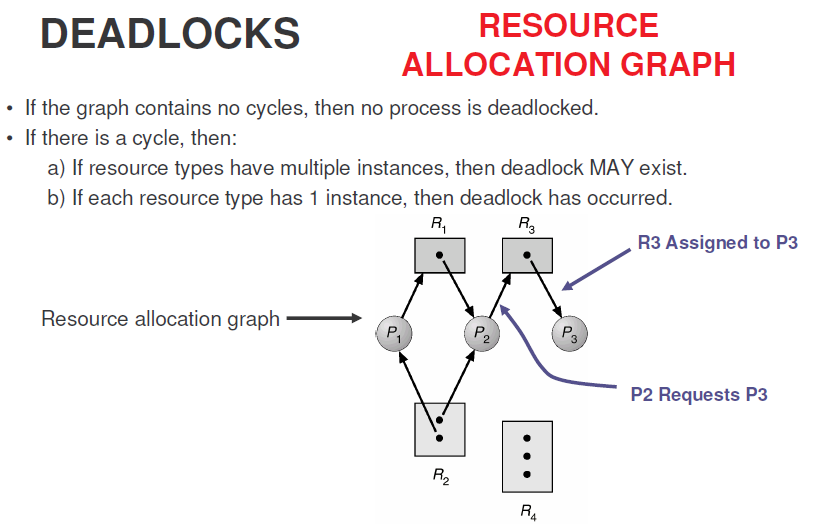 DEADLOCKS
RESOURCE
ALLOCATION GRAPH
• If the graph contains no cycles, then no process is deadlocked.
• If there is a cycle, then:
a) If resource types have multiple instances, then deadlock MAY exist.
b) If each resource type has 1 instance, then deadlock has occurred.
R1
R3
R3 Assigned to P3
Resource allocation graph
P1
P2
P3
P2 Requests P3
R2
R4